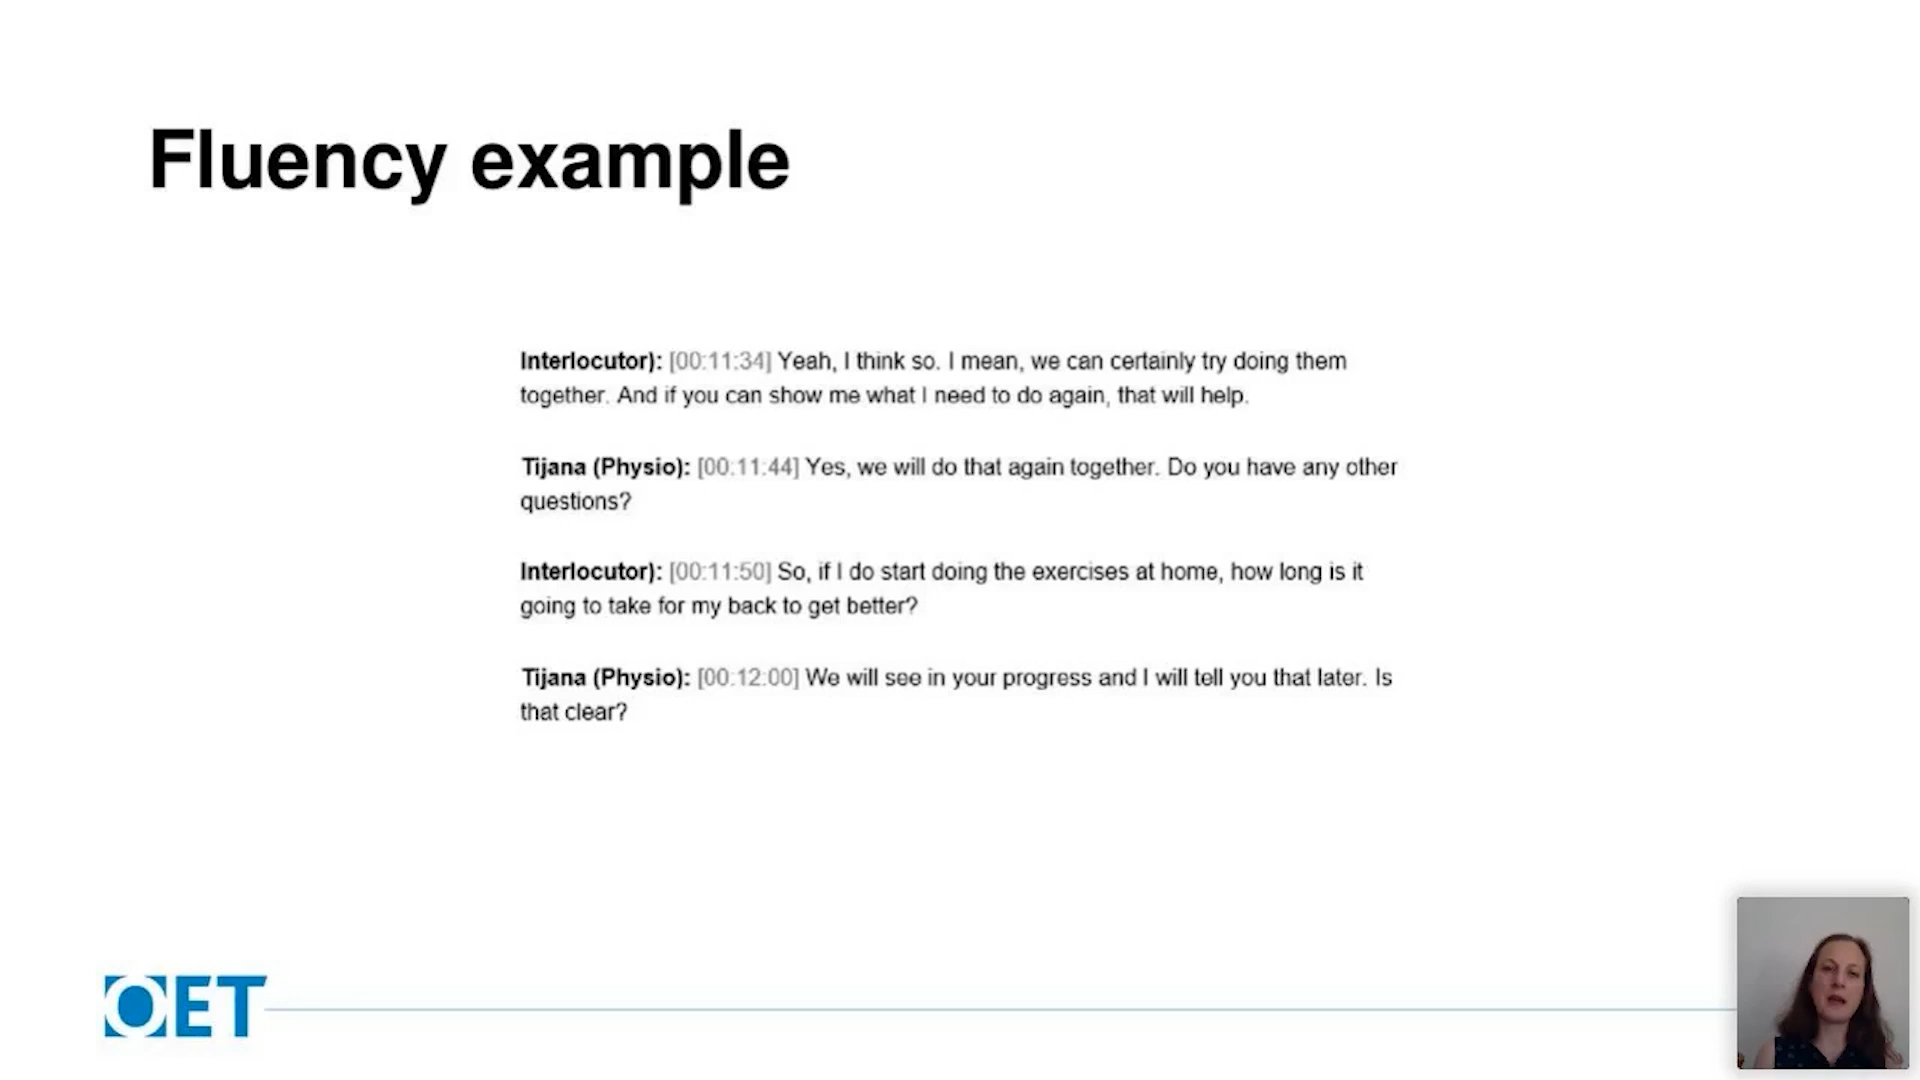 Fluency example
Interlocutor): [00:11:34] Yeah, I think so. I mean, we can certainly try doing them
together. And if you can show me what I need to do again, that will help.
Tijana (Physio): [00:11:44] Yes, we will do that again together. Do you have any other
questions?
Interlocutor): [00:11:50] So, if I do start doing the exercises at home, how long is it
going to take for my back to get better?
Tijana (Physio): [00:12:00] We will see in your progress and I will tell you that later. Is
that clear?
OET